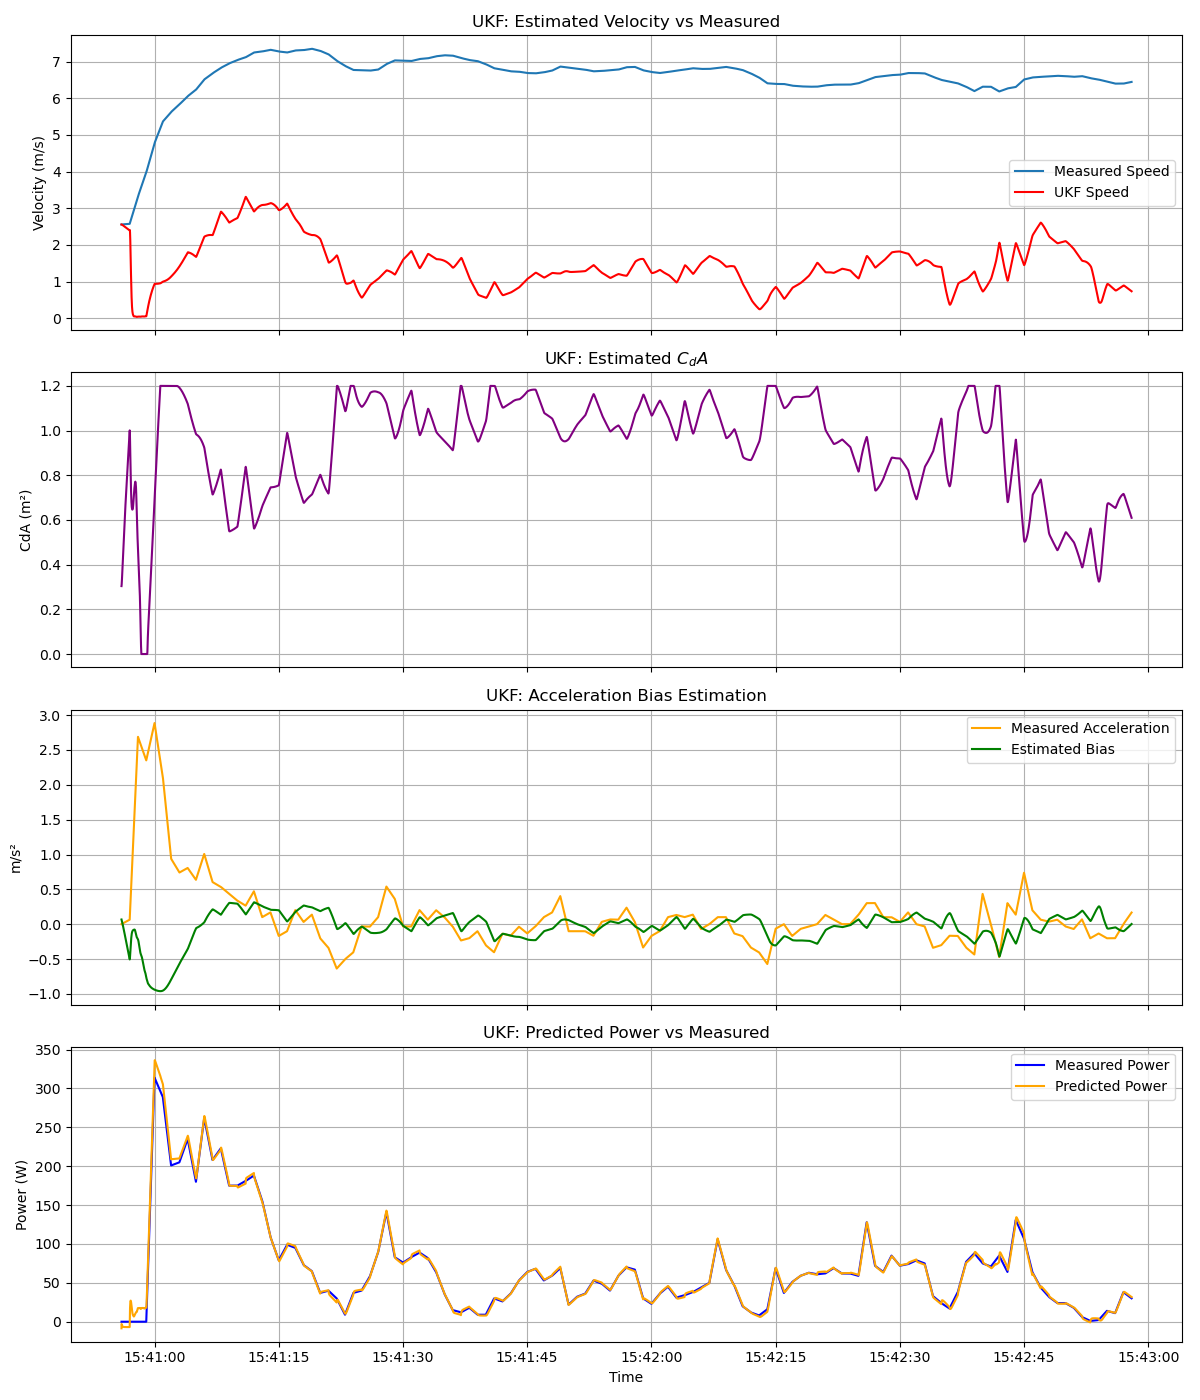 UKF: Estimated Velocity vs Measured
Velocity (m/s)
7
6
5
4
3
2
1
0
Measured Speed
UKF Speed
UKF: Estimated CdA
CdA (m²)
1.2
1.0
0.8
0.6
0.4
0.2
0.0
UKF: Acceleration Bias Estimation
m/s²
3.0
2.5
2.0
1.5
1.0
0.5
0.0
−0.5
−1.0
Measured Acceleration
Estimated Bias
UKF: Predicted Power vs Measured
Power (W)
350
300
250
200
150
100
50
0
Measured Power
Predicted Power
15:41:00 15:41:15 15:41:30 15:41:45 15:42:00 15:42:15 15:42:30 15:42:45 15:43:00
Time